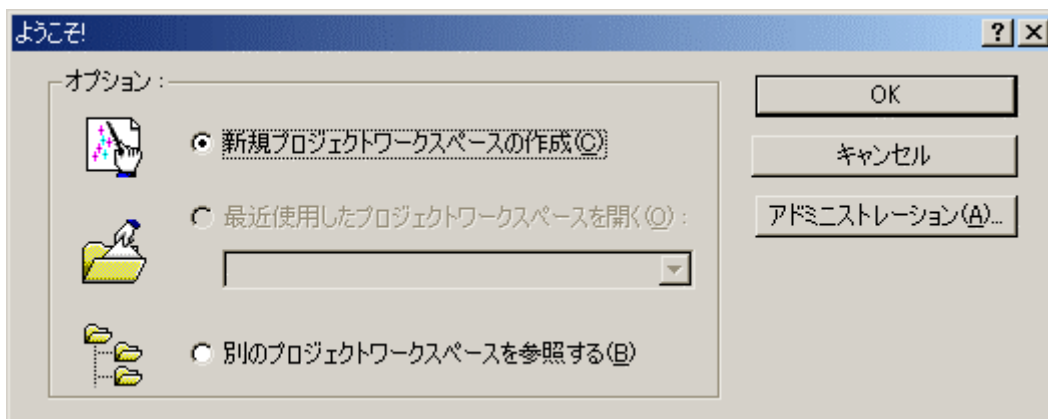 ようこそ!
オプション :
新規プロジェクトワークスペースの作成(C)
最近使用したプロジェクトワークスペースを開く(O) :
別のプロジェクトワークスペースを参照する(B)
OK
キャンセル
アドミニストレーション(A)...